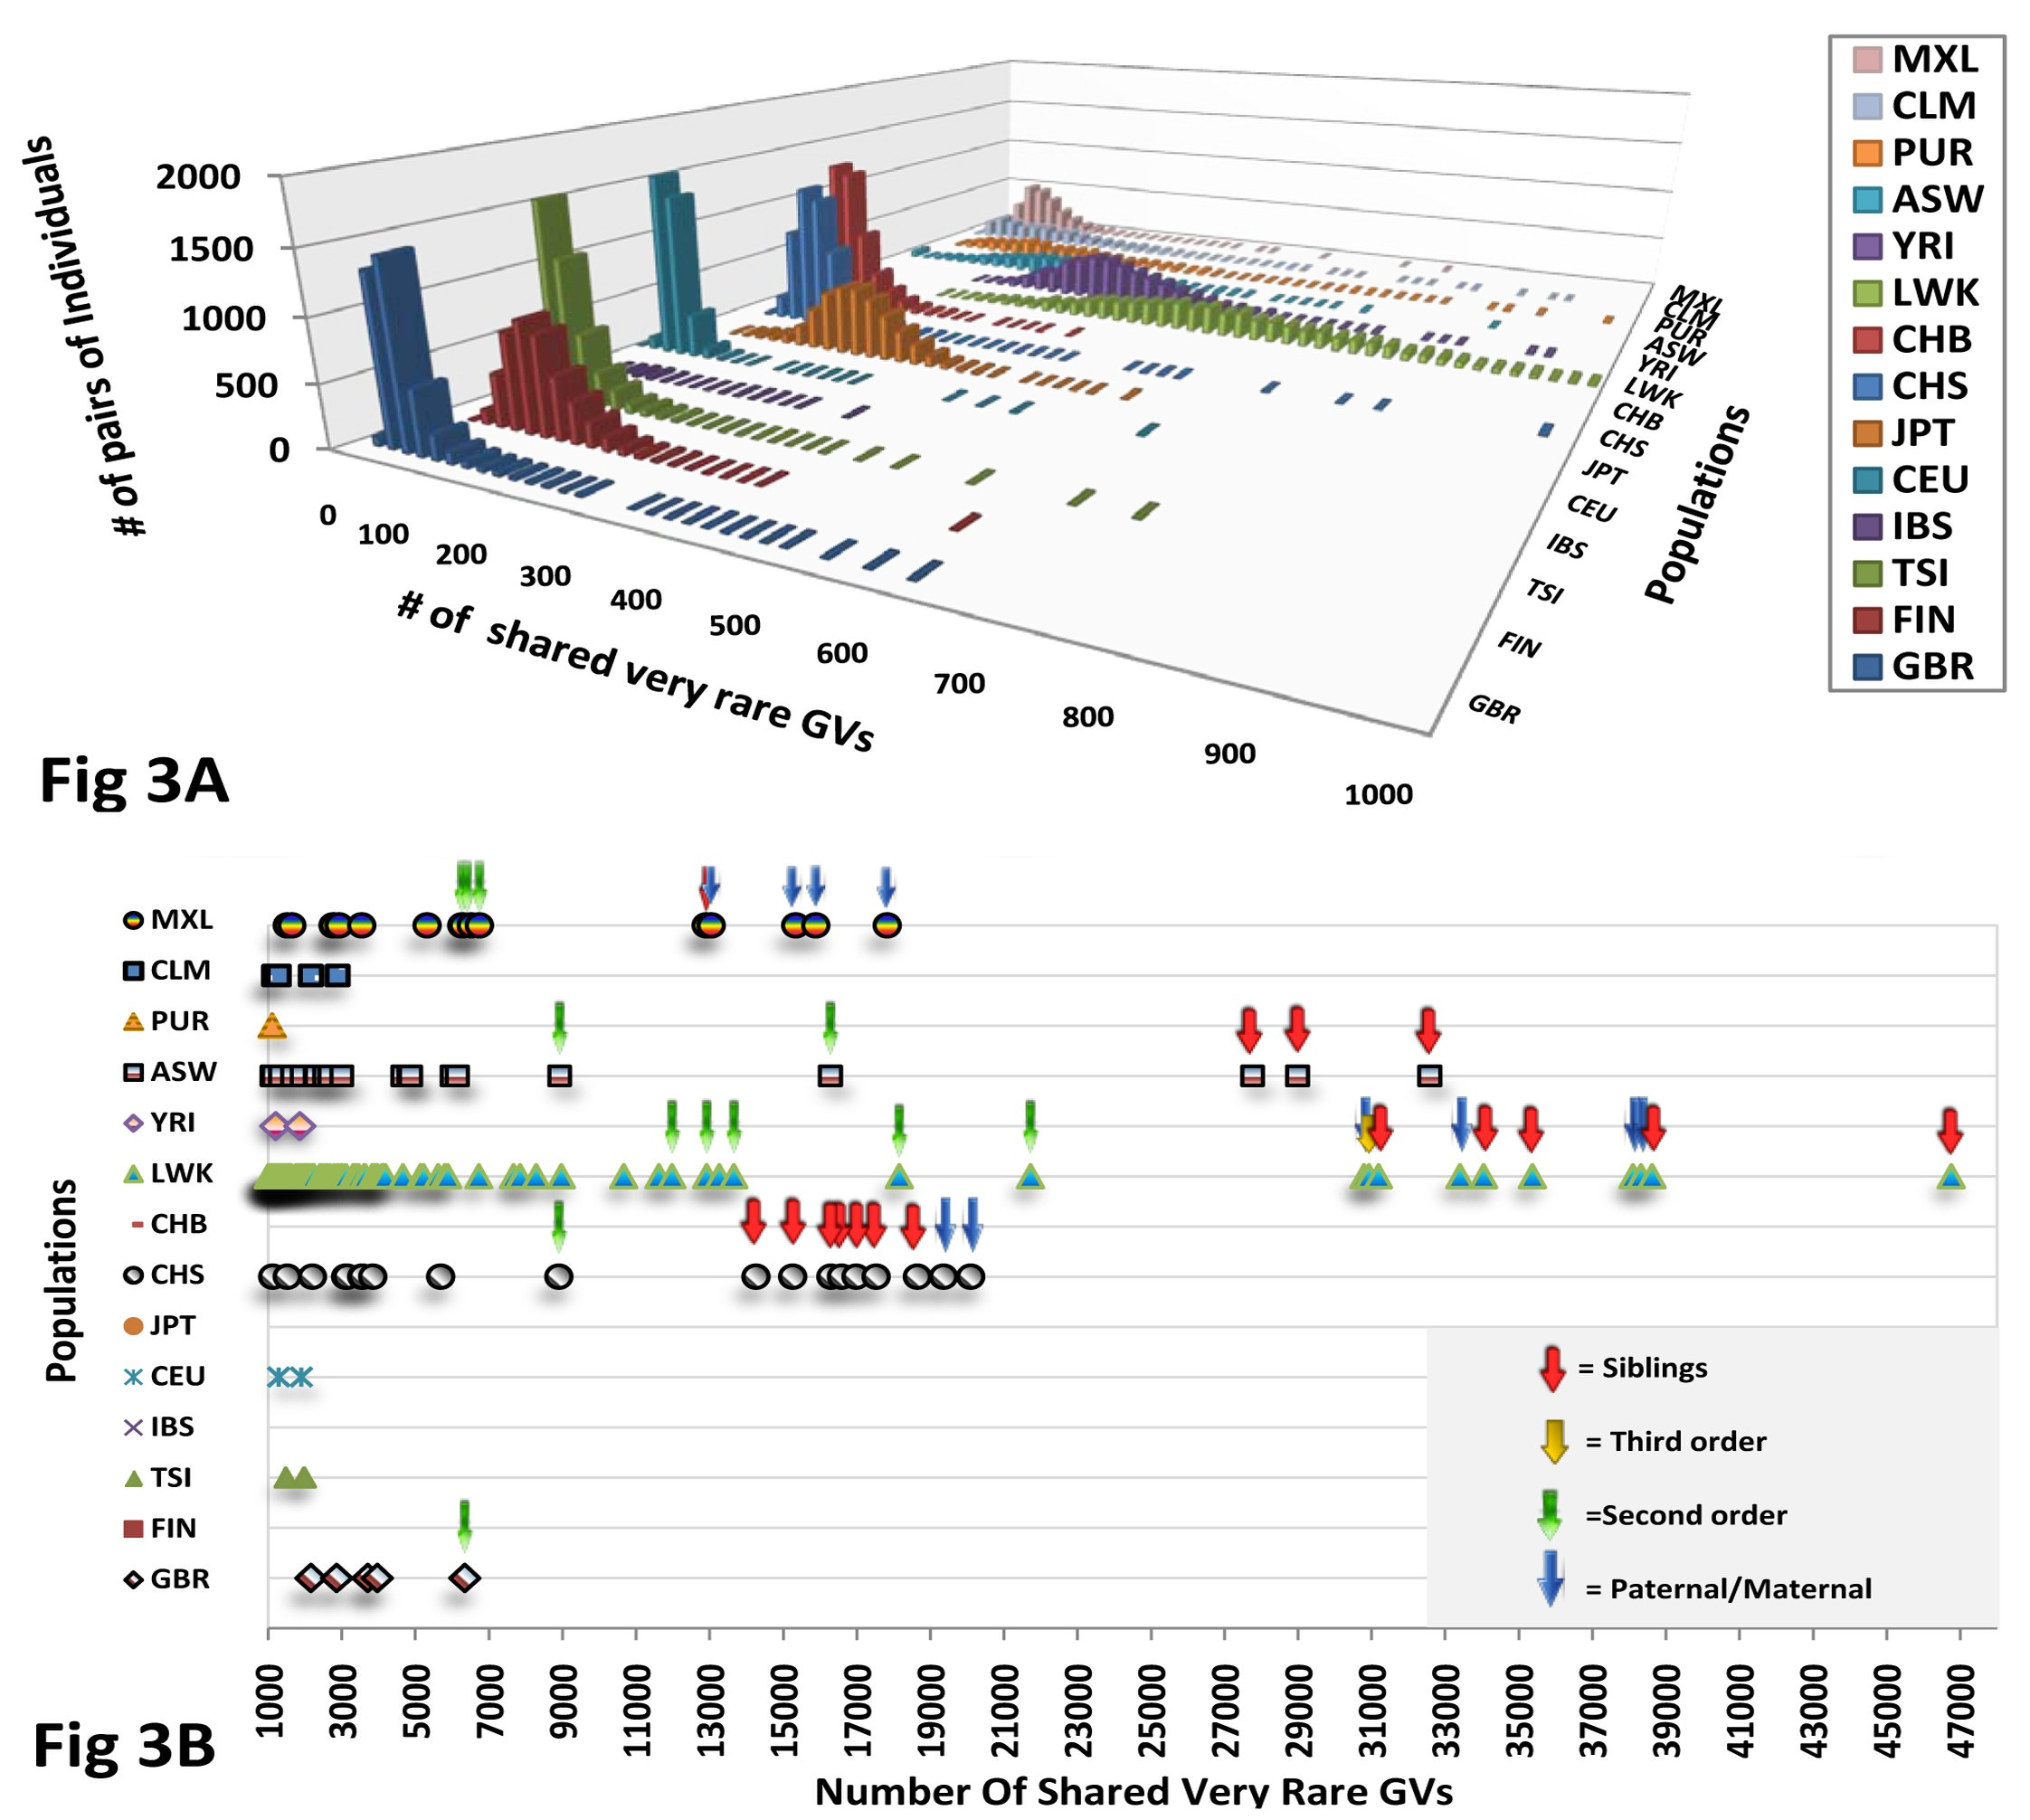 # of pairs of Individuals
2000
1500
1000
500
0
0
100
200
300
400
500
600
700
800
900
1000
# of shared very rare GVs
MXL
CLM
PUR
ASW
YRI
LWK
CHB
CHS
JPT
CEU
IBS
TSI
FIN
GBR
Populations
MXL
CLM
PUR
ASW
YRI
LWK
CHB
CHS
JPT
CEU
IBS
TSI
FIN
GBR
Fig 3A
Populations
MXL
CLM
PUR
ASW
YRI
LWK
CHB
CHS
JPT
CEU
IBS
TSI
FIN
GBR
= Siblings
= Third order
=Second order
= Paternal/Maternal
1000
3000
5000
7000
9000
11000
13000
15000
17000
19000
21000
23000
25000
27000
29000
31000
33000
35000
37000
39000
41000
43000
45000
47000
Number Of Shared Very Rare GVs
Fig 3B